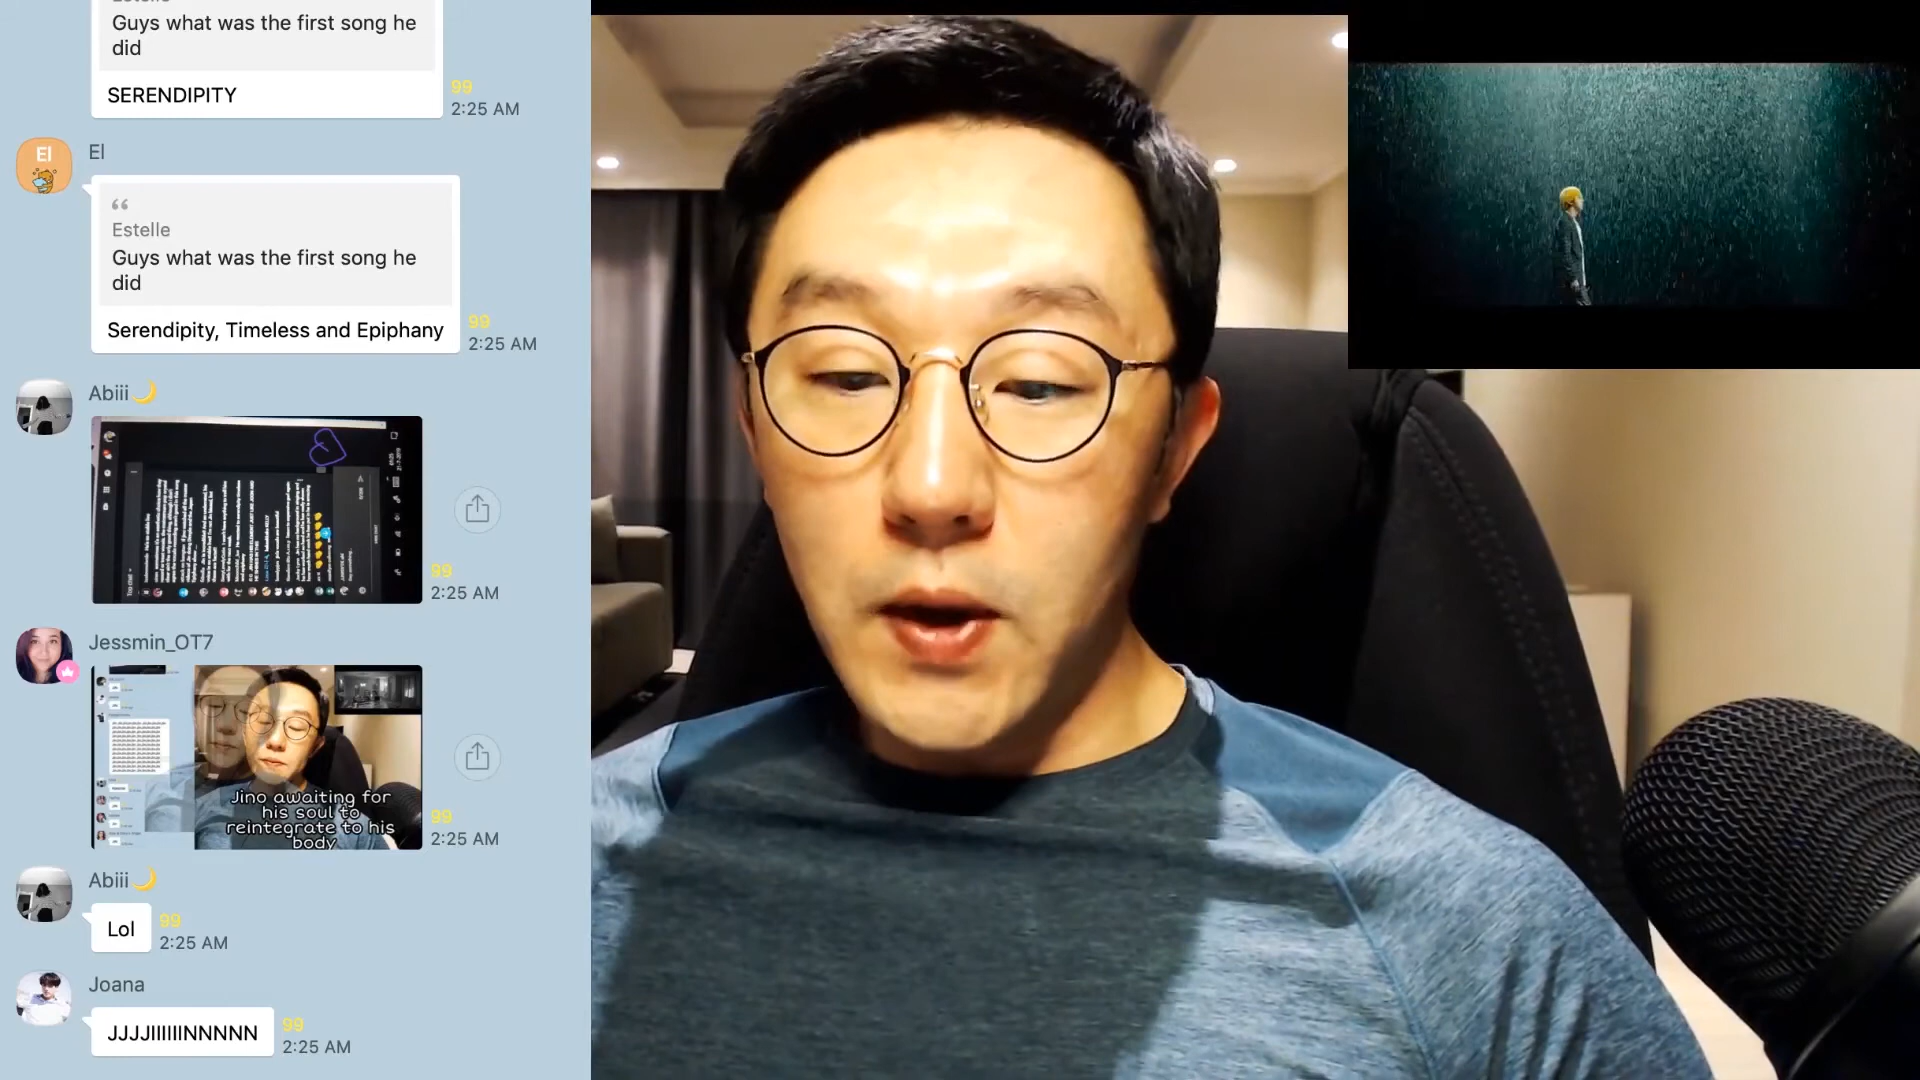 Estelle
Guys what was the first song he
did
SERENDIPITY
99
2:25 AM
El
El
Estelle
Guys what was the first song he
did
Serendipity, Timeless and Epiphany
99
2:25 AM
Abiii🌙
99
2:25 AM
Jessmin_OT7
Jino awaiting for
his soul to
reintegrate to his
body
99
2:25 AM
Abiii🌙
Lol
99
2:25 AM
Joana
JJJJIIIIIINNNNN
99
2:25 AM